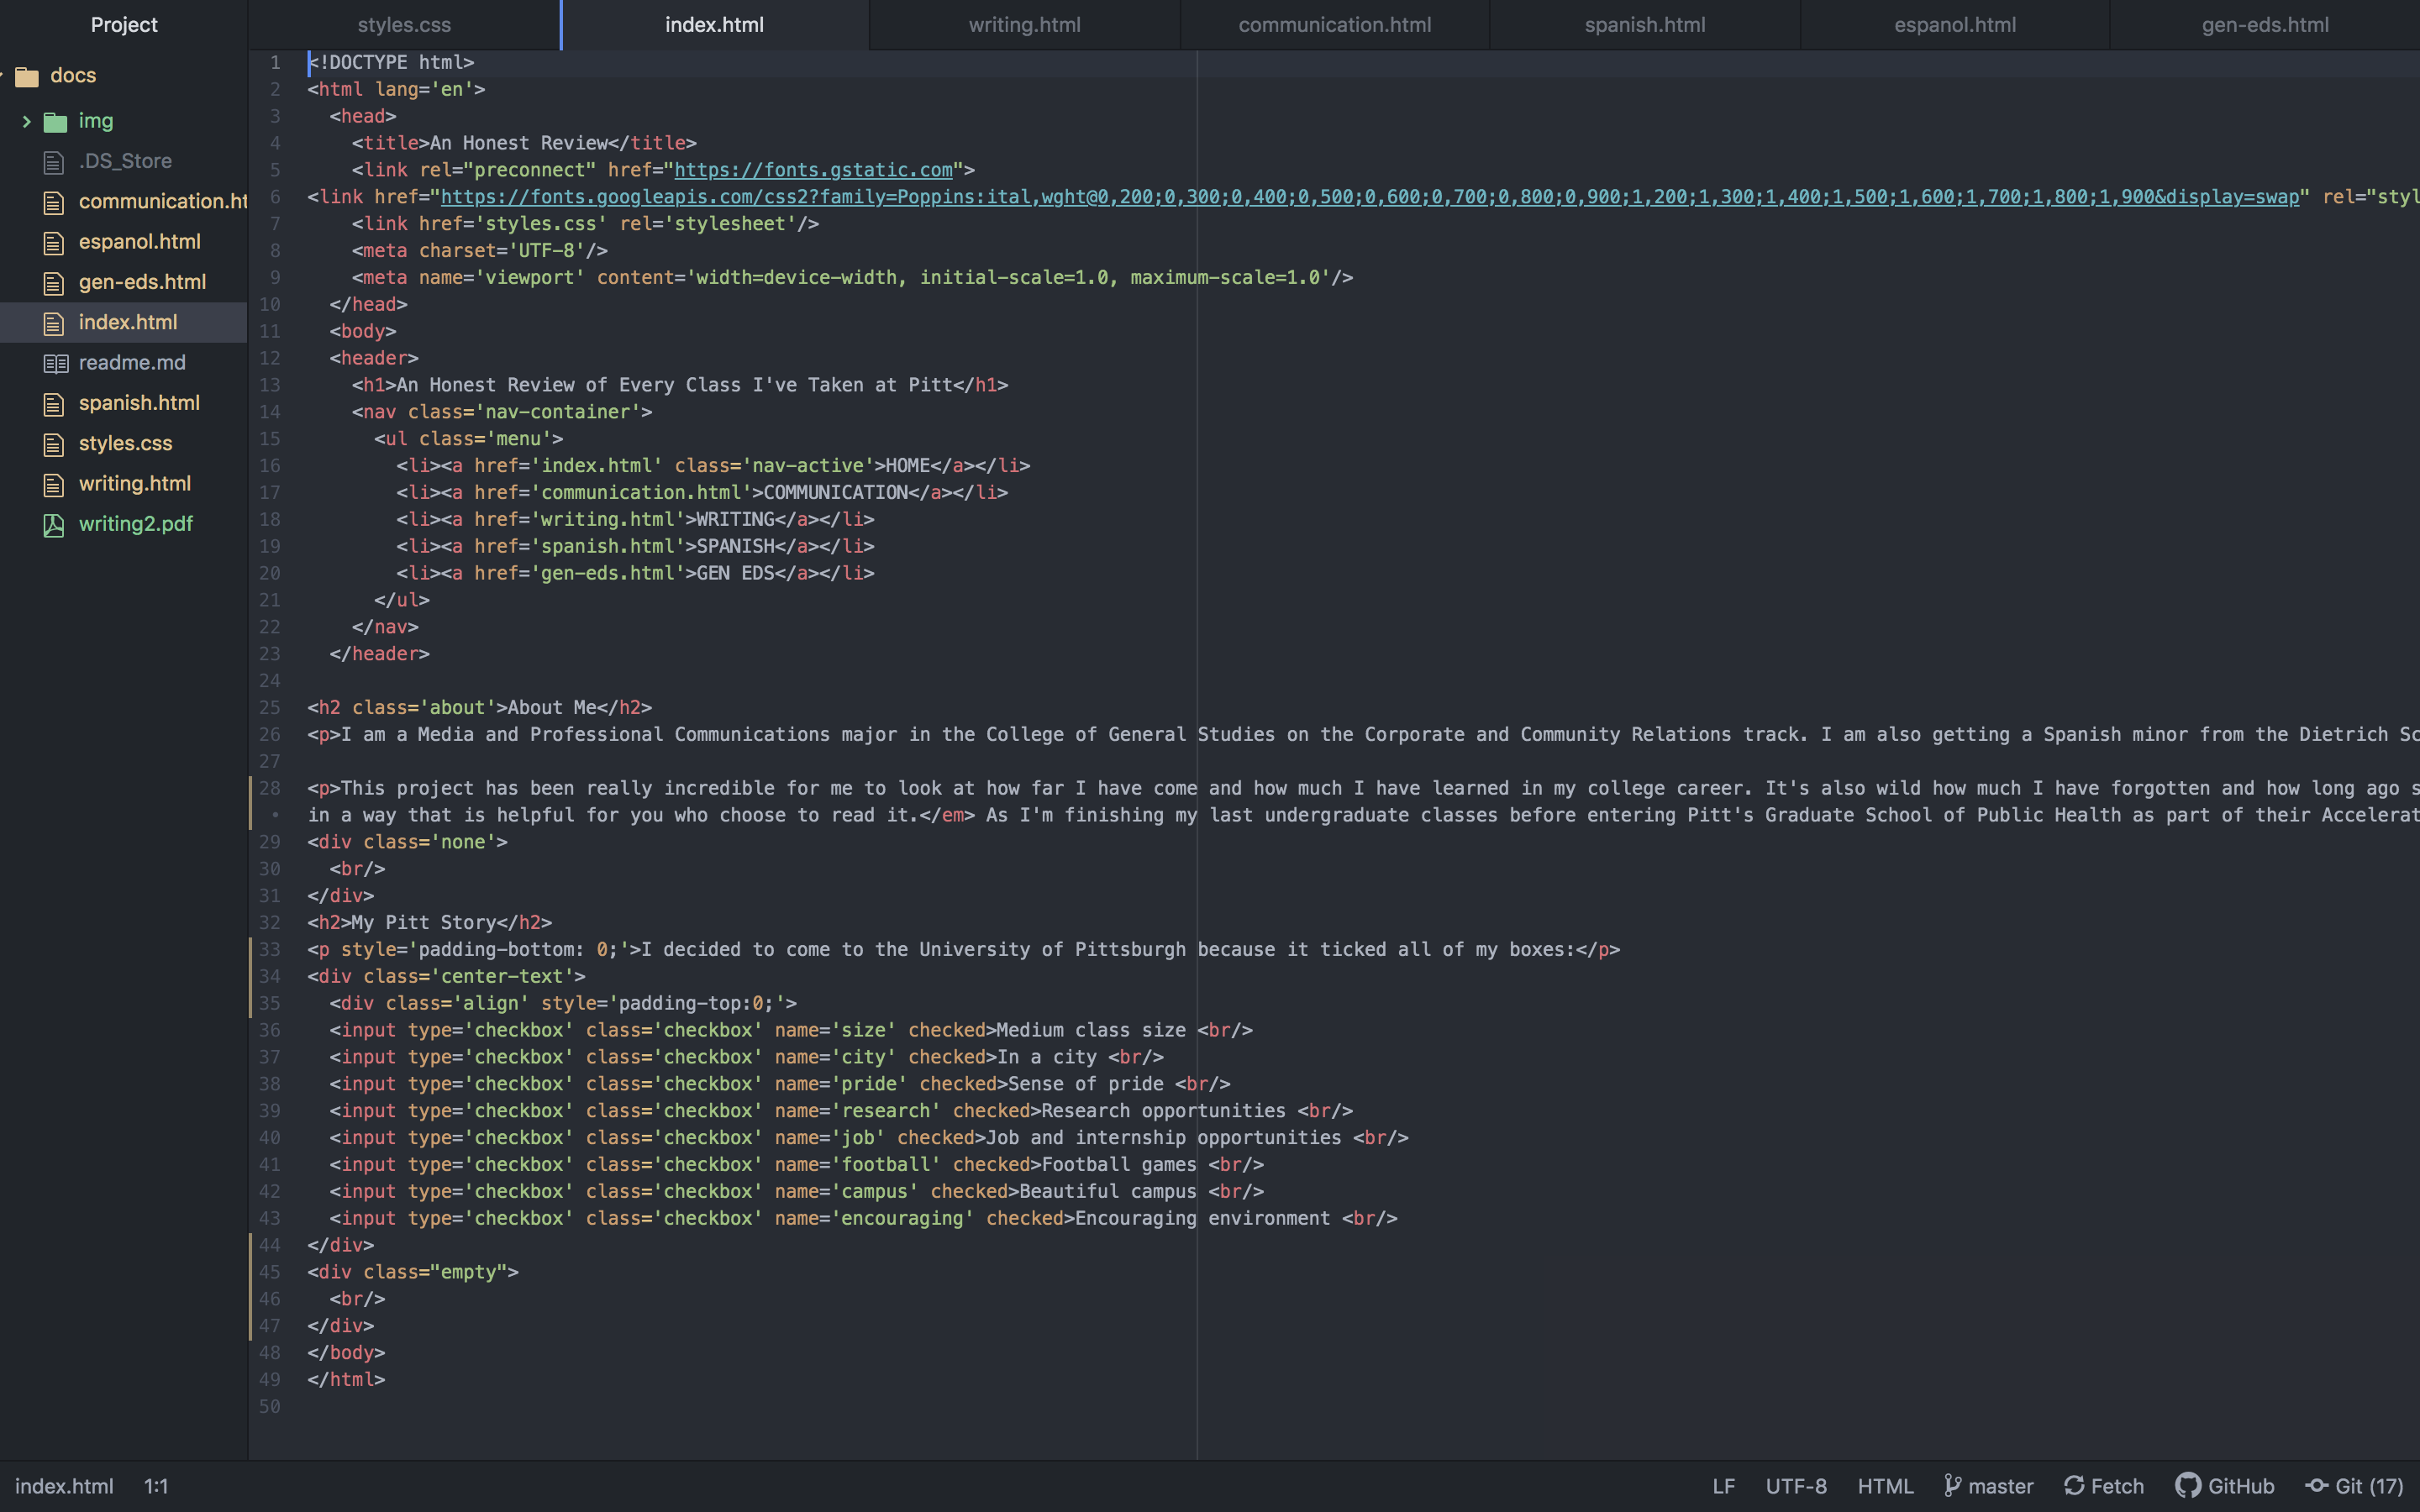 Project
docs
img
.DS_Store
communication.ht
espanol.html
gen-eds.html
index.html
readme.md
spanish.html
styles.css
writing.html
writing2.pdf
styles.css index.html writing.html communication.html spanish.html espanol.html gen-eds.html
1 <!DOCTYPE html>
2 <html lang='en'>
3 <head>
4 <title>An Honest Review</title>
5 <link rel="preconnect" href="https://fonts.gstatic.com">
6 <link href="https://fonts.googleapis.com/css2?family=Poppins:ital,wght@0,200;0,300;0,400;0,500;0,600;0,700;0,800;0,900;1,200;1,300;1,400;1,500;1,600;1,700;1,800;1,900&display=swap" rel="styl
7 <link href='styles.css' rel='stylesheet'/>
8 <meta charset='UTF-8'/>
9 <meta name='viewport' content='width=device-width, initial-scale=1.0, maximum-scale=1.0'/>
10 </head>
11 <body>
12 <header>
13 <h1>An Honest Review of Every Class I've Taken at Pitt</h1>
14 <nav class='nav-container'>
15 <ul class='menu'>
16 <li><a href='index.html' class='nav-active'>HOME</a></li>
17 <li><a href='communication.html'>COMMUNICATION</a></li>
18 <li><a href='writing.html'>WRITING</a></li>
19 <li><a href='spanish.html'>SPANISH</a></li>
20 <li><a href='gen-eds.html'>GEN EDS</a></li>
21 </ul>
22 </nav>
23 </header>
24
25 <h2 class='about'>About Me</h2>
26 <p>I am a Media and Professional Communications major in the College of General Studies on the Corporate and Community Relations track. I am also getting a Spanish minor from the Dietrich Sc
27
28 <p>This project has been really incredible for me to look at how far I have come and how much I have learned in my college career. It's also wild how much I have forgotten and how long ago s
• in a way that is helpful for you who choose to read it.</em> As I'm finishing my last undergraduate classes before entering Pitt's Graduate School of Public Health as part of their Accelerat
29 <div class='none'>
30 <br/>
31 </div>
32 <h2>My Pitt Story</h2>
33 <p style='padding-bottom: 0;'>I decided to come to the University of Pittsburgh because it ticked all of my boxes:</p>
34 <div class='center-text'>
35 <div class='align' style='padding-top:0;'>
36 <input type='checkbox' class='checkbox' name='size' checked>Medium class size <br/>
37 <input type='checkbox' class='checkbox' name='city' checked>In a city <br/>
38 <input type='checkbox' class='checkbox' name='pride' checked>Sense of pride <br/>
39 <input type='checkbox' class='checkbox' name='research' checked>Research opportunities <br/>
40 <input type='checkbox' class='checkbox' name='job' checked>Job and internship opportunities <br/>
41 <input type='checkbox' class='checkbox' name='football' checked>Football games <br/>
42 <input type='checkbox' class='checkbox' name='campus' checked>Beautiful campus <br/>
43 <input type='checkbox' class='checkbox' name='encouraging' checked>Encouraging environment <br/>
44 </div>
45 <div class="empty">
46 <br/>
47 </div>
48 </body>
49 </html>
50
index.html 1:1 LF UTF-8 HTML master Fetch GitHub Git (17)